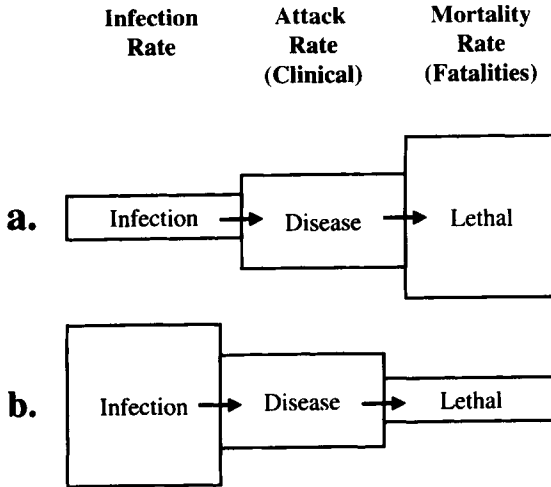 Infection Rate
Attack Rate (Clinical)
Mortality Rate (Fatalities)
a.
Infection
Disease
Lethal
b.
Infection
Disease
Lethal